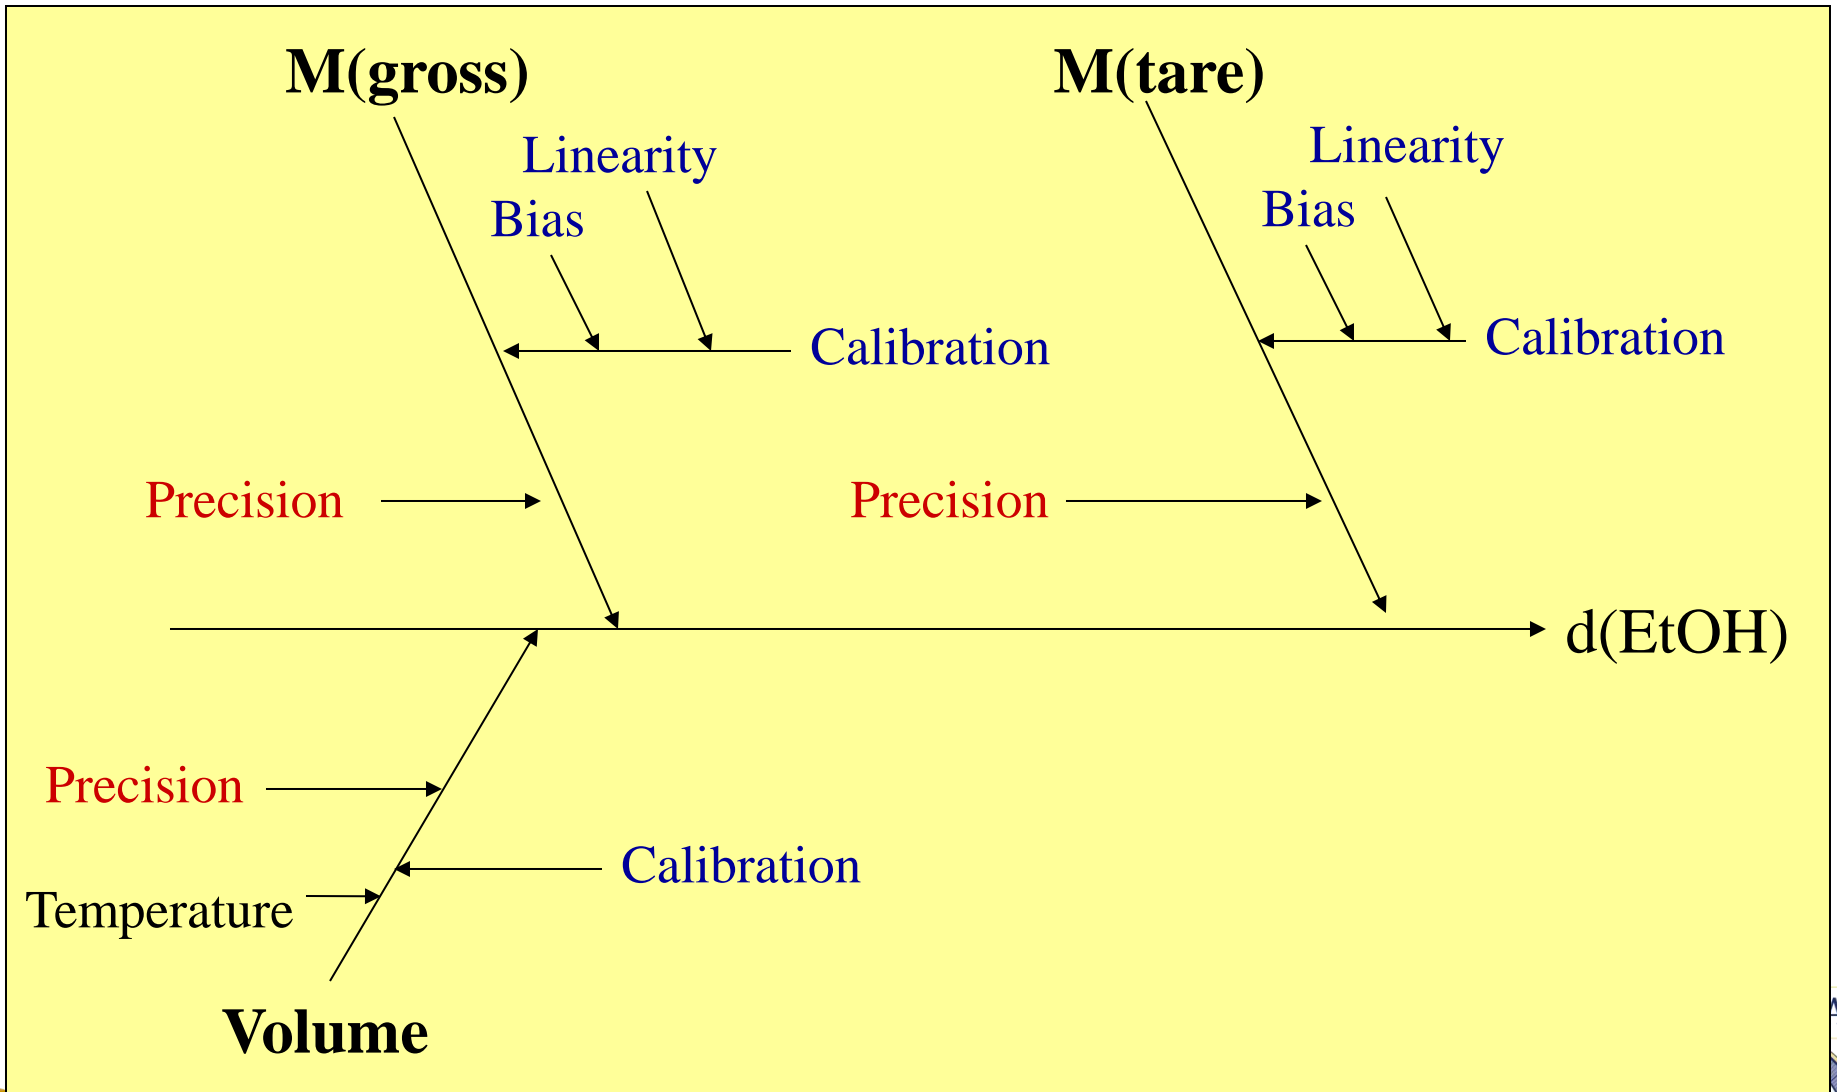 M(gross)
M(tare)
Linearity
Linearity
Bias
Bias
Calibration
Calibration
Precision
Precision
d(EtOH)
Precision
Calibration
Temperature
Volume